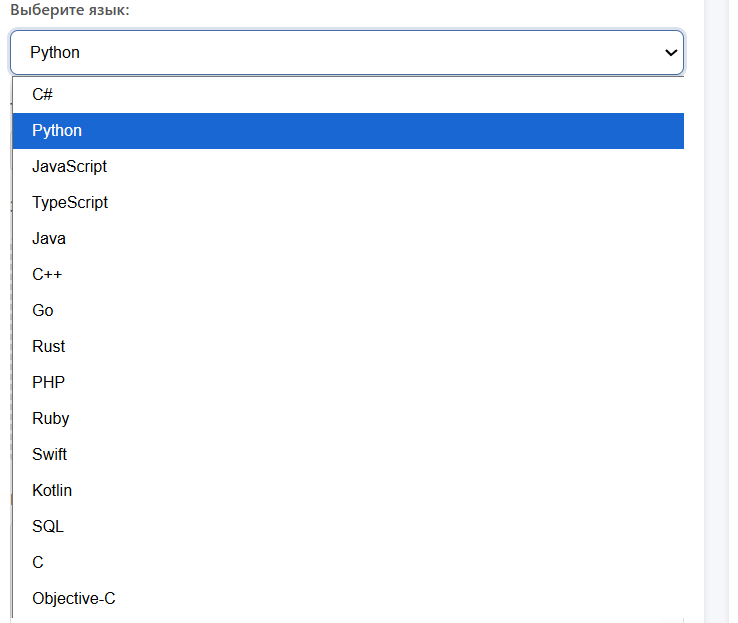 Выберите язык:
Python
C#
Python
JavaScript
TypeScript
Java
C++
Go
Rust
PHP
Ruby
Swift
Kotlin
SQL
C
Objective-C